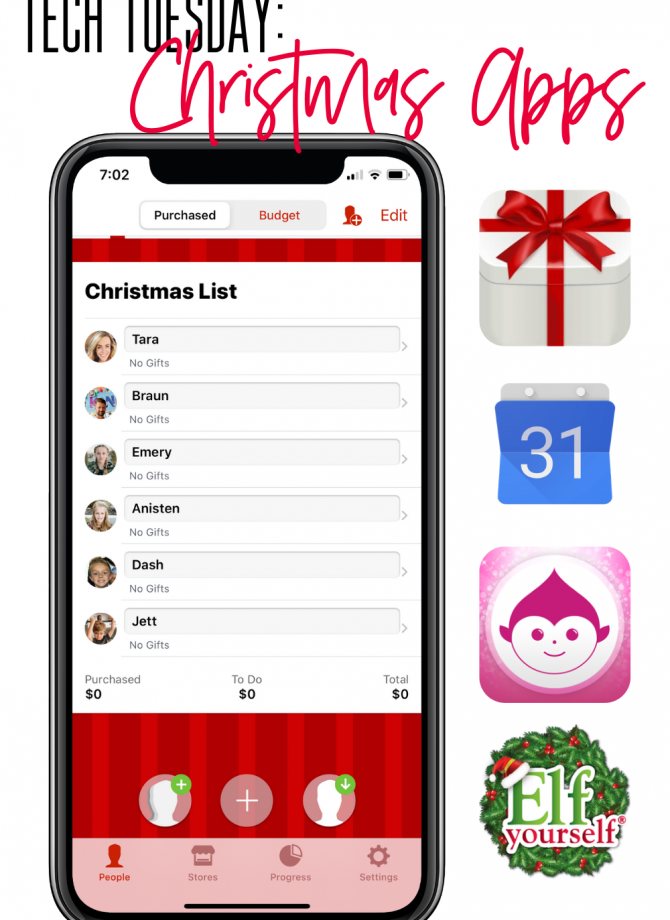 TECH TUESDAY:
Christmas Apps
7:02
Purchased
Budget
Edit
Christmas List
Tara
No Gifts
Braun
No Gifts
Emery
No Gifts
Anisten
No Gifts
Dash
No Gifts
Jett
No Gifts
Purchased To Do Total
$0 $0 $0
People Stores Progress Settings
31
Elf
yourself®